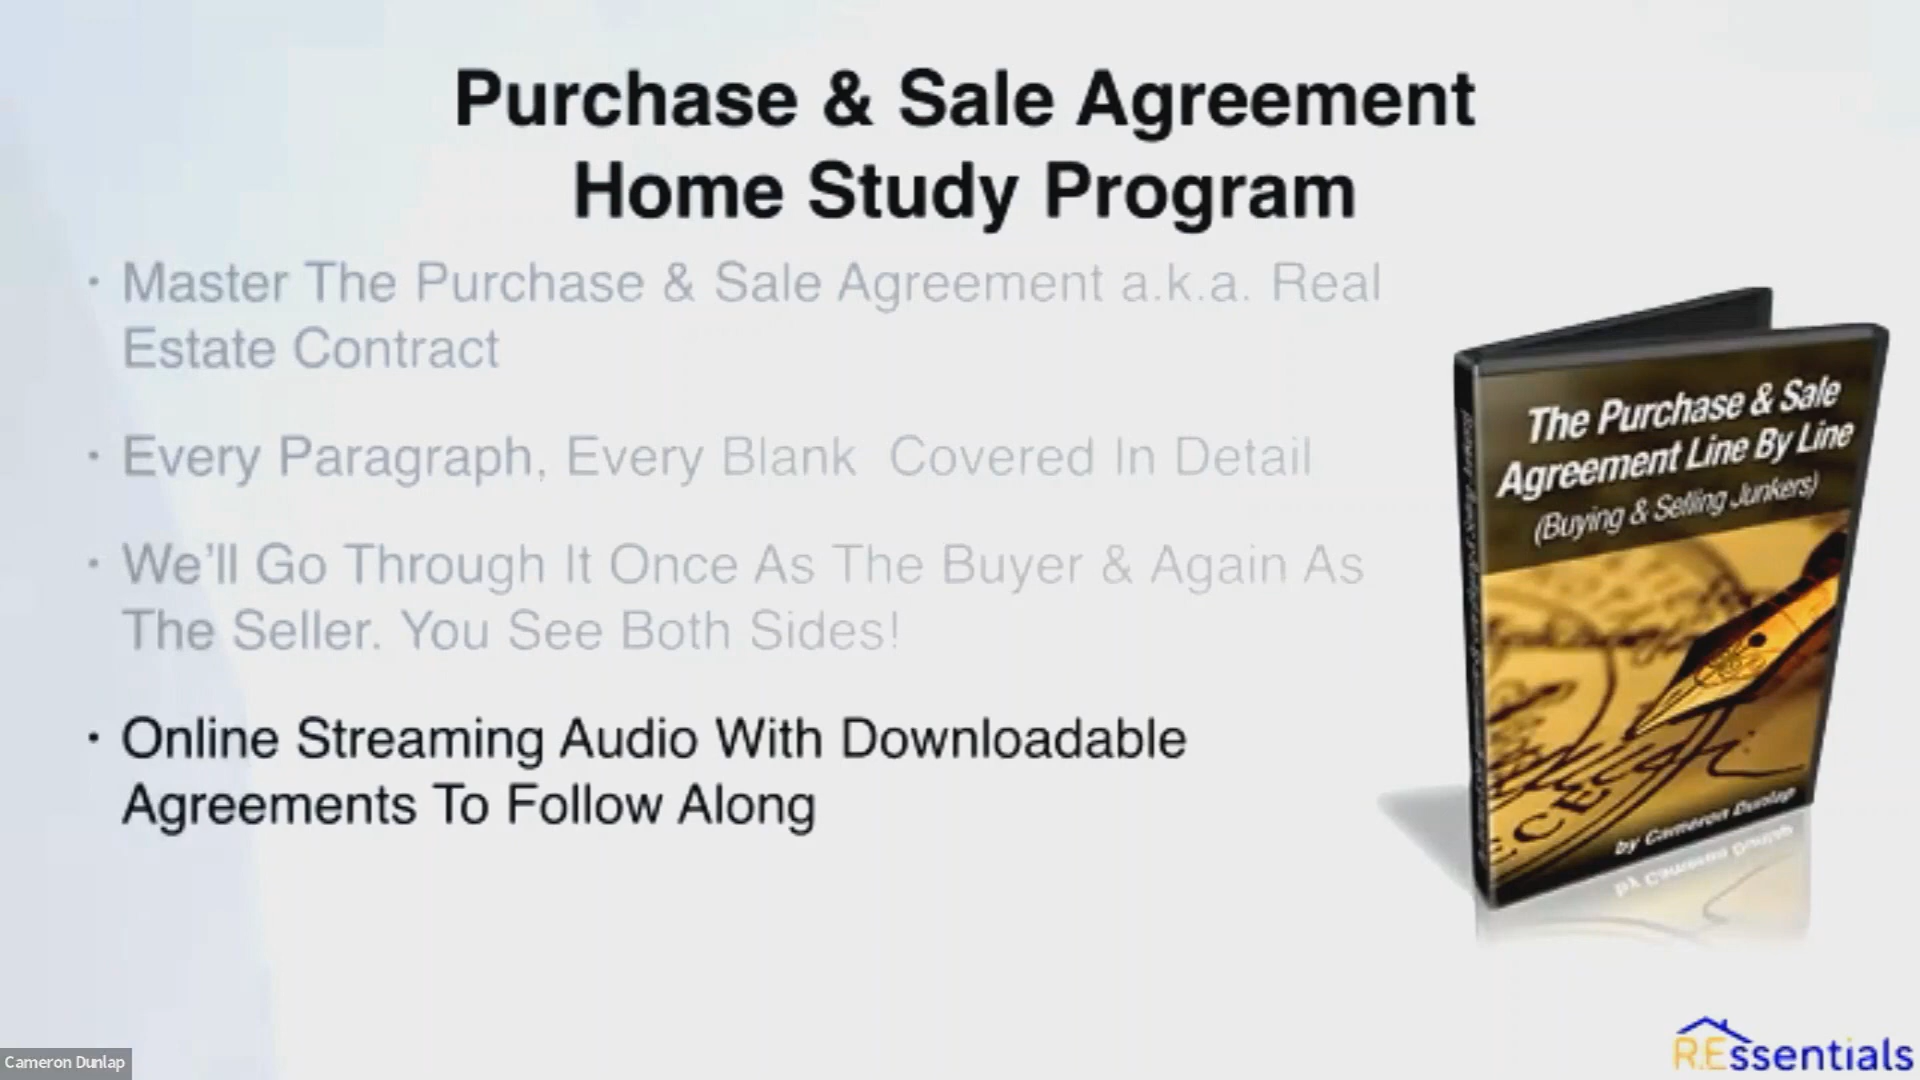 Purchase & Sale Agreement
Home Study Program
• Master The Purchase & Sale Agreement a.k.a. Real
Estate Contract
• Every Paragraph, Every Blank  Covered In Detail
• We'll Go Through It Once As The Buyer & Again As
The Seller. You See Both Sides!
• Online Streaming Audio With Downloadable
Agreements To Follow Along
The Purchase & Sale
Agreement Line By Line
(Buying & Selling Junkers)
by Cameron Dunlap
Cameron Dunlap
R.Essentials